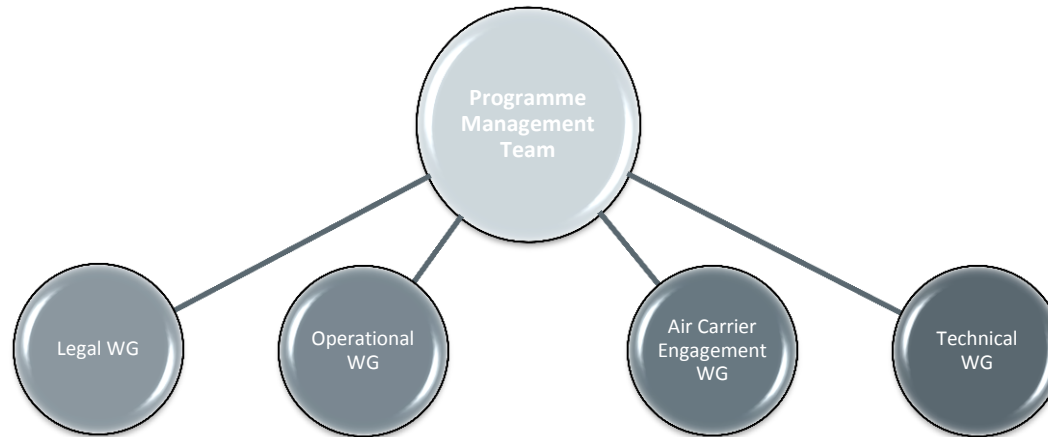 Programme
Management
Team
Legal WG
Operational
WG
Air Carrier
Engagement
WG
Technical
WG